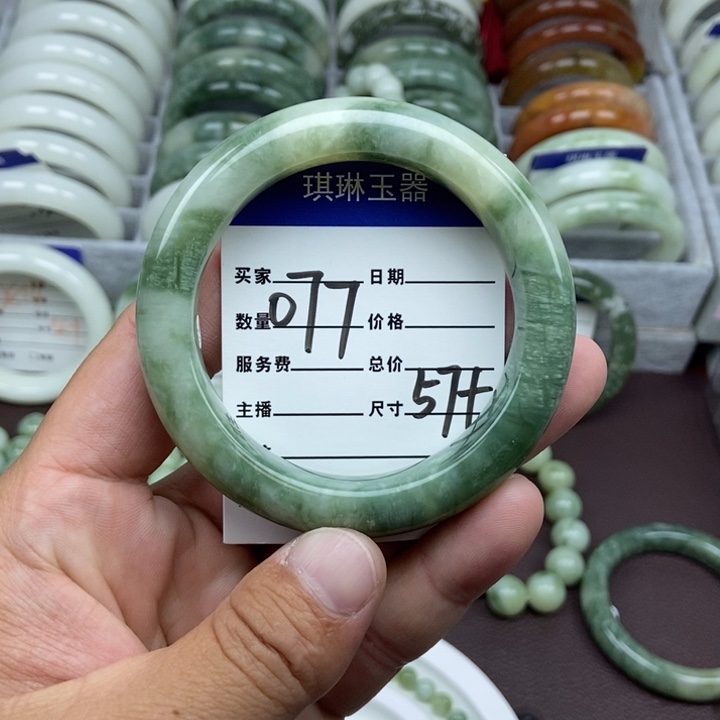 琪琳玉器
买家 日期
数量 077 价格
服务费 总价
主播 尺寸 57+